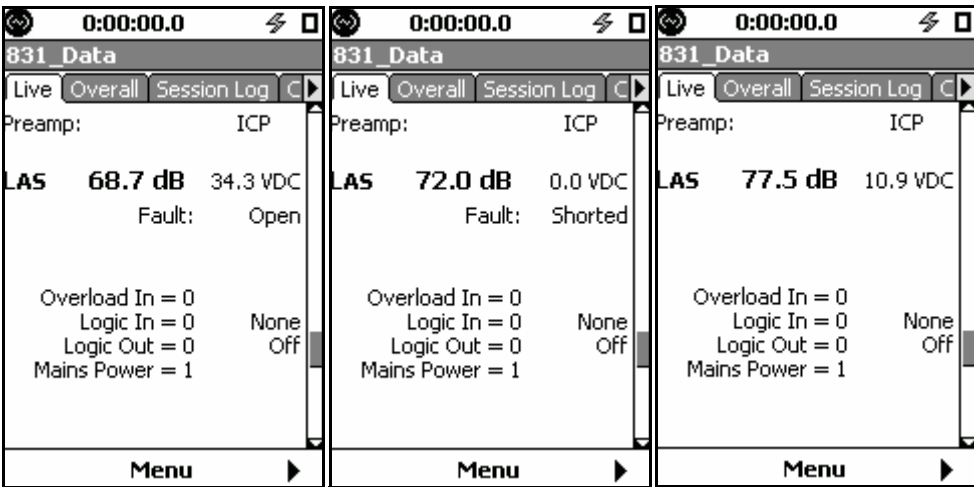 0:00:00.0
831_Data
Live Overall Session Log C
Preamp: ICP
LAS 68.7 dB 34.3 VDC
Fault: Open
Overload In = 0
Logic In = 0 None
Logic Out = 0 Off
Mains Power = 1
Menu
0:00:00.0
831_Data
Live Overall Session Log C
Preamp: ICP
LAS 72.0 dB 0.0 VDC
Fault: Shorted
Overload In = 0
Logic In = 0 None
Logic Out = 0 Off
Mains Power = 1
Menu
0:00:00.0
831_Data
Live Overall Session Log C
Preamp: ICP
LAS 77.5 dB 10.9 VDC
Overload In = 0
Logic In = 0 None
Logic Out = 0 Off
Mains Power = 1
Menu